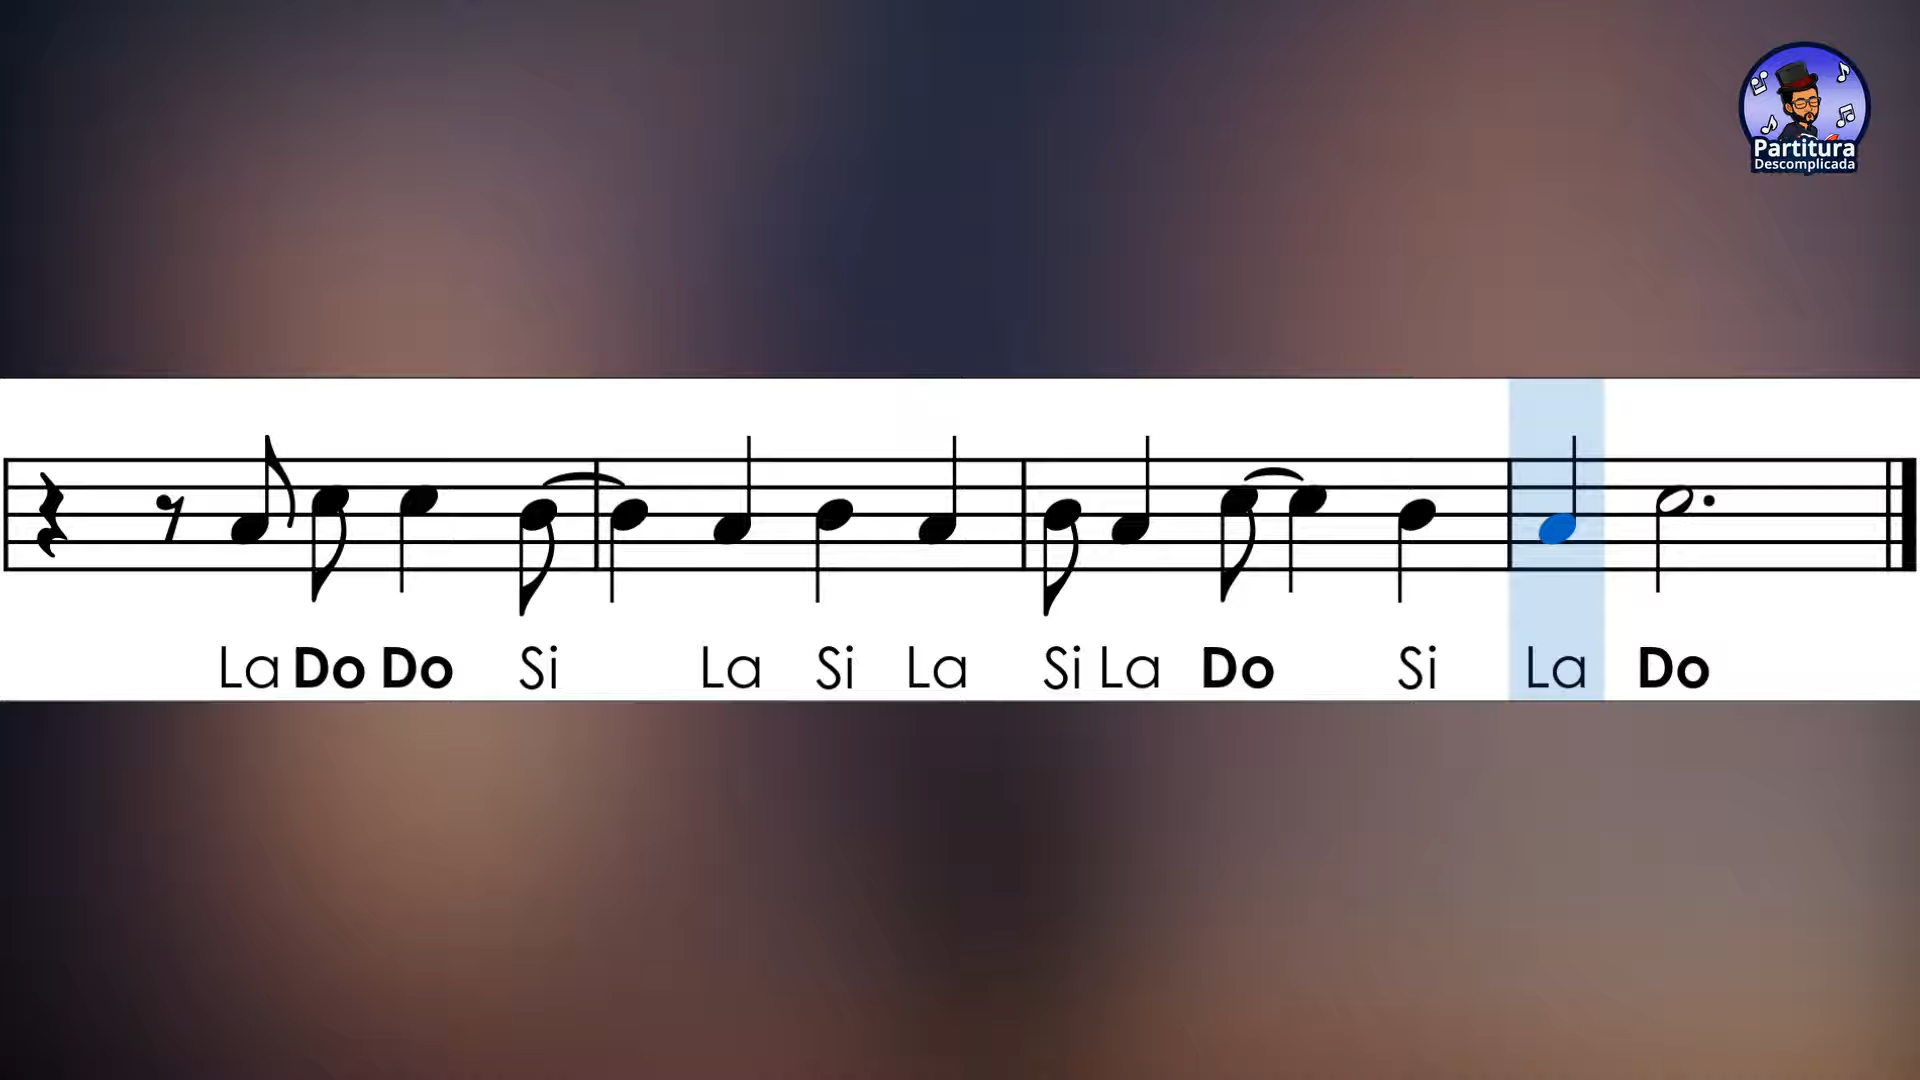 Partitura
Descomplicada
La Do Do Si La Si La Si La Do Si La Do